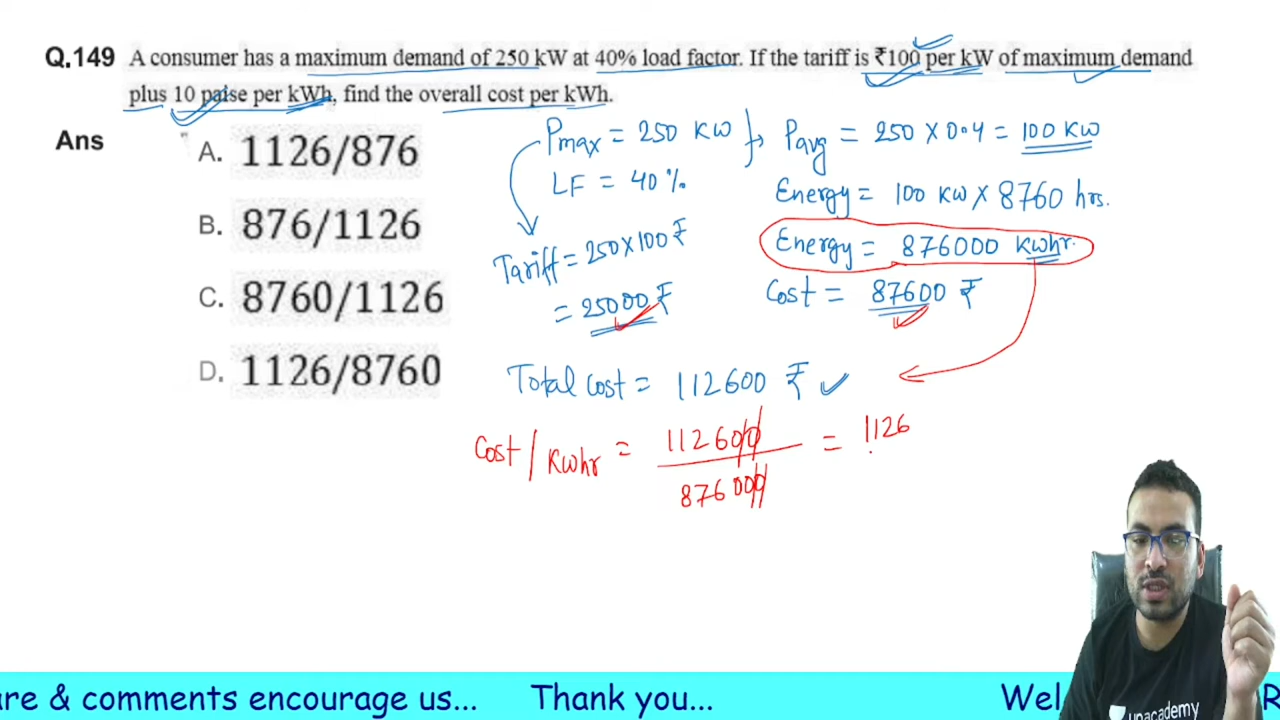 Q.149 A consumer has a maximum demand of 250 kW at 40% load factor. If the tariff is ₹100 per kW of maximum demand
plus 10 paise per kWh, find the overall cost per kWh.
Ans
A. 1126/876
B. 876/1126
C. 8760/1126
D. 1126/8760
Pmax = 250 KW
LF = 40 %
Tariff = 250 x 100 ₹
= 25000 ₹
Pavg = 250 x 0.4 = 100 KW
Energy = 100 KW x 8760 hrs.
Energy = 876000 Kwhr.
Cost = 87600 ₹
Total cost = 112600 ₹
Cost / Kwhr = 112600 / 876000 = 1126
are & comments encourage us... Thank you... Wel R
unacademy